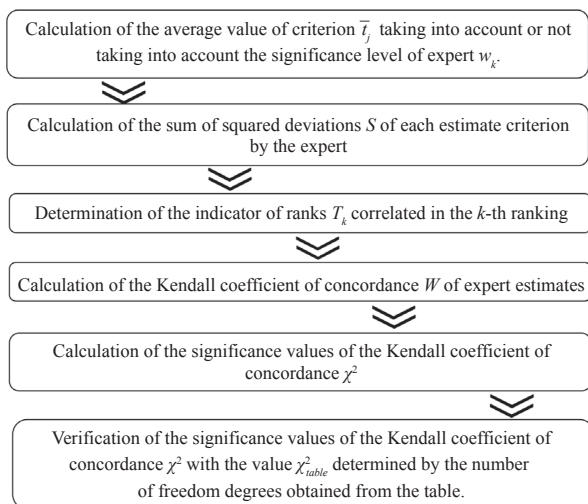 Calculation of the average value of criterion t̅ⱼ taking into account or not
taking into account the significance level of expert wₖ.
Calculation of the sum of squared deviations S of each estimate criterion
by the expert
Determination of the indicator of ranks Tₖ correlated in the k-th ranking
Calculation of the Kendall coefficient of concordance W of expert estimates
Calculation of the significance values of the Kendall coefficient of
concordance χ²
Verification of the significance values of the Kendall coefficient of
concordance χ² with the value χ²_table determined by the number
of freedom degrees obtained from the table.